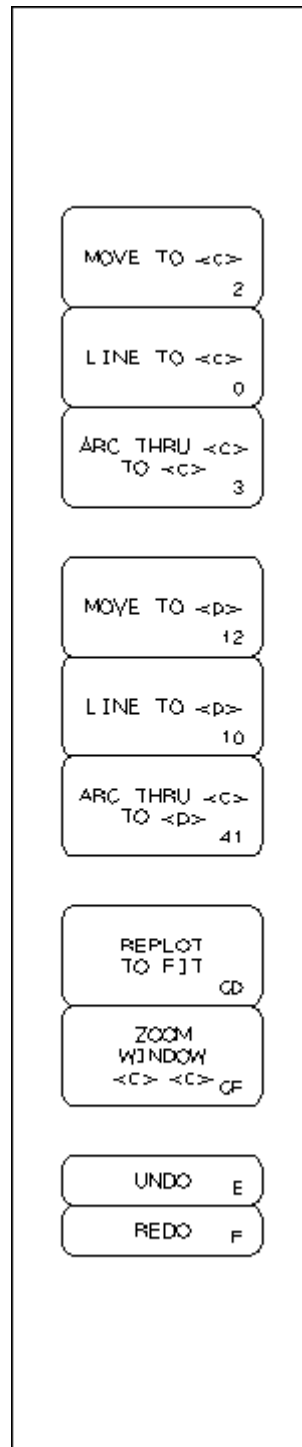 MOVE TO <c>
2
LINE TO <c>
0
ARC THRU <c>
TO <c>
3
MOVE TO <p>
12
LINE TO <p>
10
ARC THRU <c>
TO <p>
41
REPLOT
TO FIT
GD
ZOOM
WINDOW
<c> <c> GF
UNDO E
REDO F